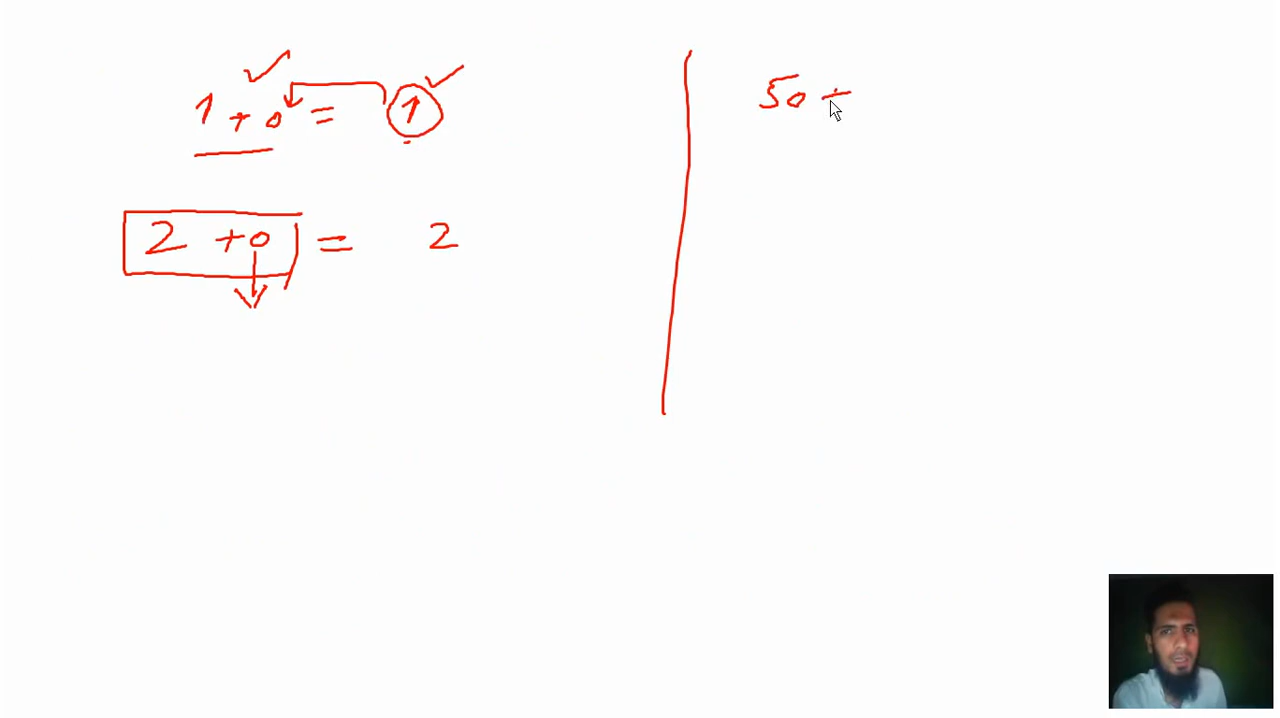 1 + 0 = 1
2 + 0 = 2
50 +